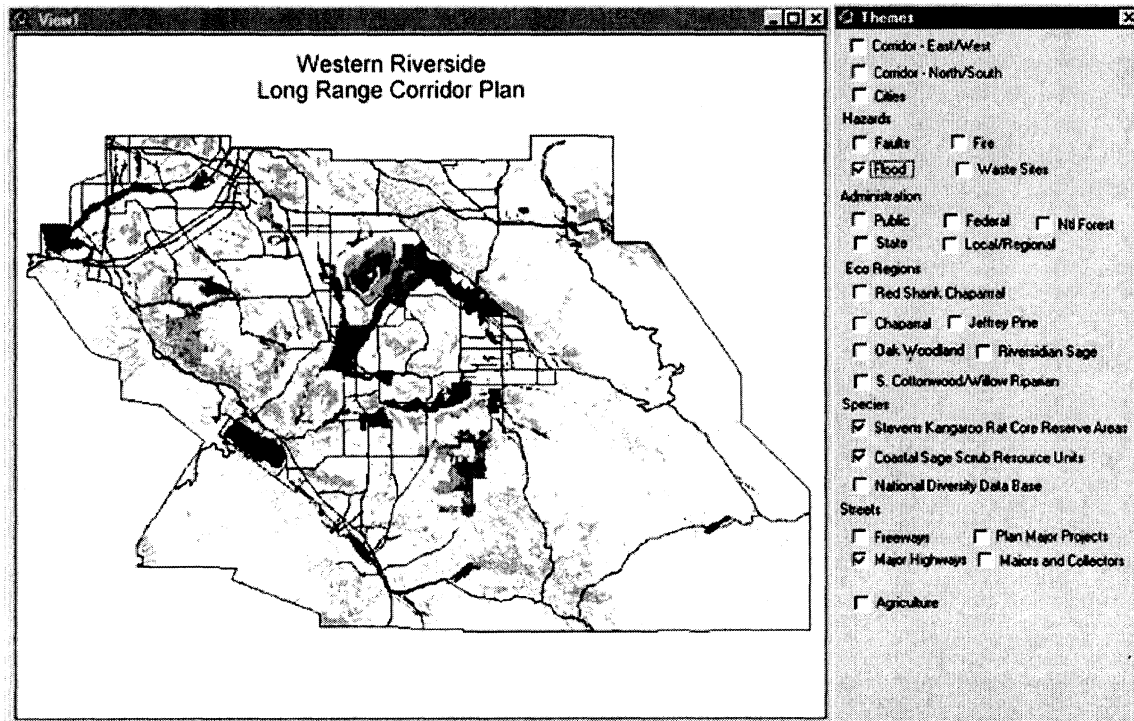 View1
Western Riverside
Long Range Corridor Plan
Themes
Corridor - East/West
Corridor - North/South
Cities
Hazards
Faults Fire
Flood Waste Sites
Administration
Public Federal Ntl Forest
State Local/Regional
Eco Regions
Red Shank Chaparral
Chaparral Jeffrey Pine
Oak Woodland Riversidian Sage
S. Cottonwood/Willow Riparian
Species
Stevens Kangaroo Rat Core Reserve Areas
Coastal Sage Scrub Resource Units
National Diversity Data Base
Streets
Freeways Plan Major Projects
Major Highways Majors and Collectors
Agriculture